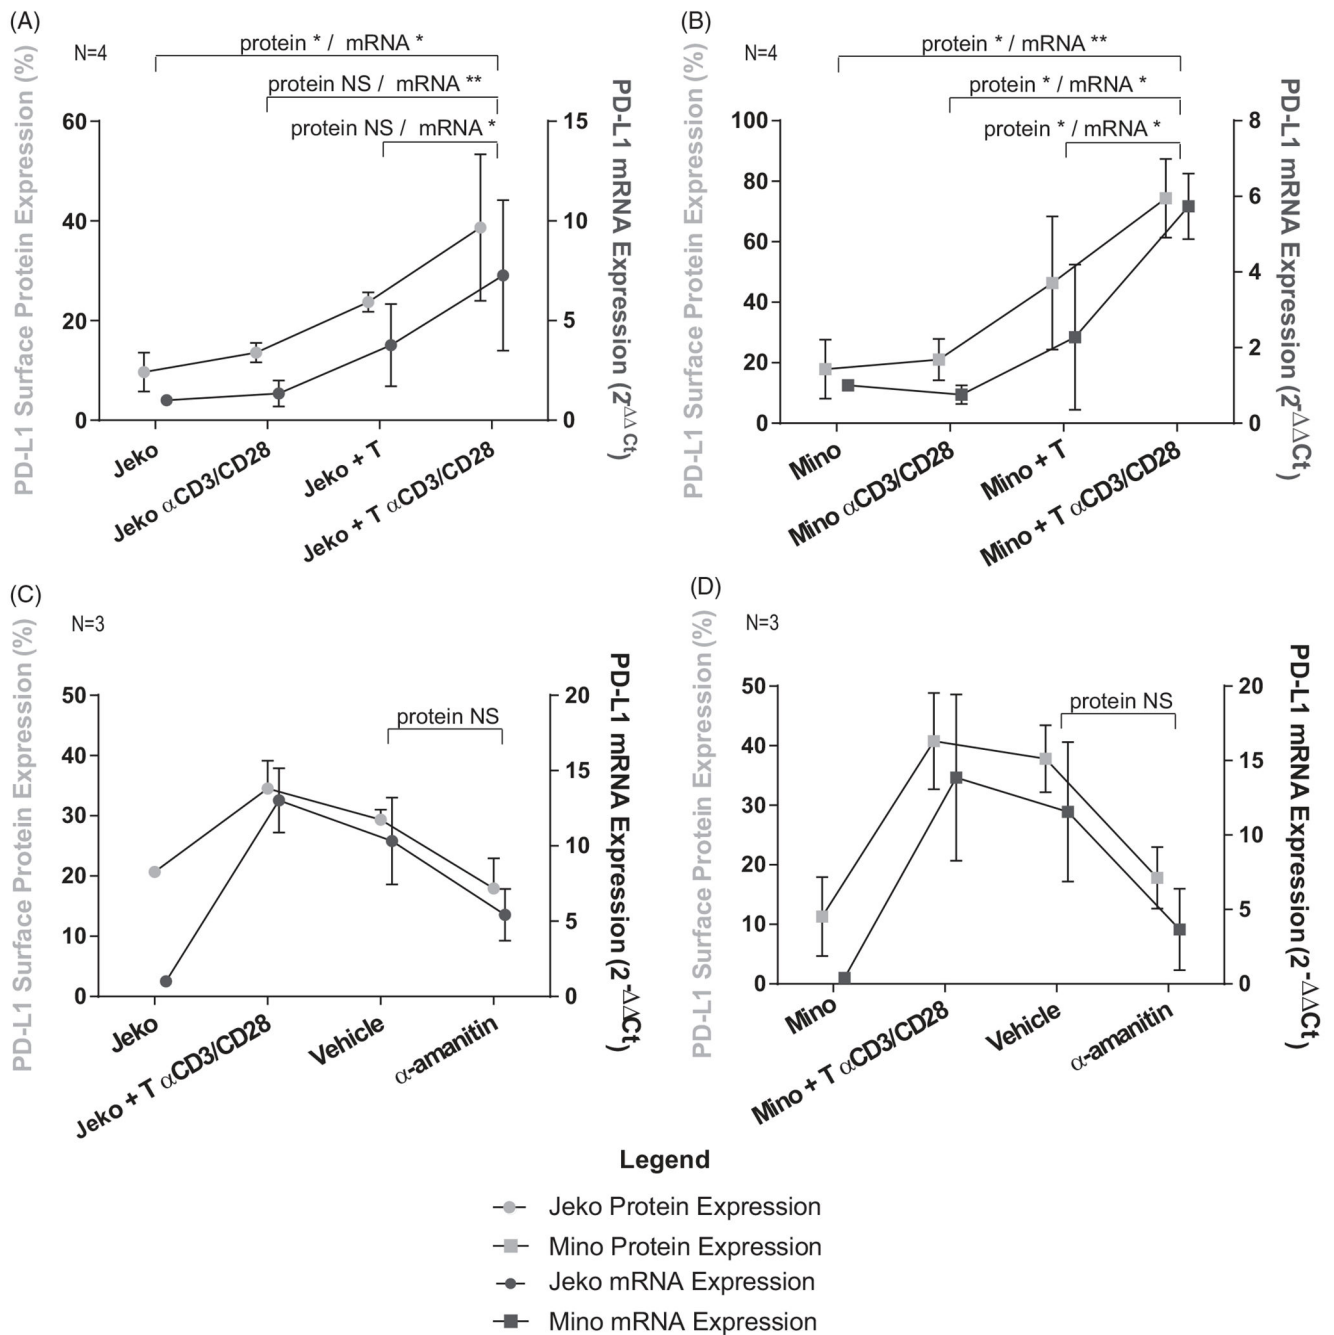 (A)
N=4
protein * / mRNA *
protein NS / mRNA **
protein NS / mRNA *
PD-L1 Surface Protein Expression (%)
60
40
20
0
15
10
5
0
PD-L1 mRNA Expression (2-ΔΔCt)
Jeko
Jeko αCD3/CD28
Jeko + T
Jeko + T αCD3/CD28
(B)
N=4
protein * / mRNA **
protein * / mRNA *
protein * / mRNA *
PD-L1 Surface Protein Expression (%)
100
80
60
40
20
0
8
6
4
2
0
PD-L1 mRNA Expression (2-ΔΔCt)
Mino
Mino αCD3/CD28
Mino + T
Mino + T αCD3/CD28
(C)
N=3
protein NS
PD-L1 Surface Protein Expression (%)
50
40
30
20
10
0
20
15
10
5
0
PD-L1 mRNA Expression (2-ΔΔCt)
Jeko
Jeko + T αCD3/CD28
Vehicle
α-amanitin
(D)
N=3
protein NS
PD-L1 Surface Protein Expression (%)
50
40
30
20
10
0
20
15
10
5
0
PD-L1 mRNA Expression (2-ΔΔCt)
Mino
Mino + T αCD3/CD28
Vehicle
α-amanitin
Legend
Jeko Protein Expression
Mino Protein Expression
Jeko mRNA Expression
Mino mRNA Expression